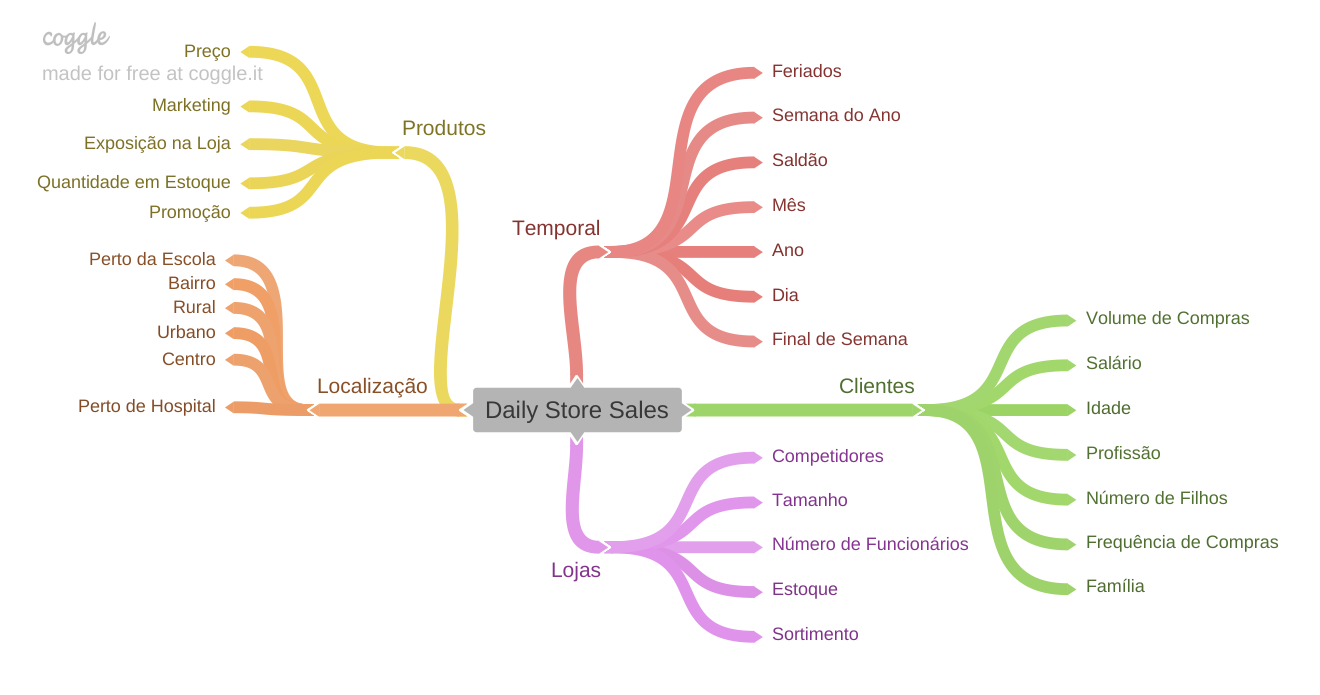 coggle
made for free at coggle.it
Produtos
Preço
Marketing
Exposição na Loja
Quantidade em Estoque
Promoção
Localização
Perto da Escola
Bairro
Rural
Urbano
Centro
Perto de Hospital
Daily Store Sales
Temporal
Feriados
Semana do Ano
Saldão
Mês
Ano
Dia
Final de Semana
Clientes
Volume de Compras
Salário
Idade
Profissão
Número de Filhos
Frequência de Compras
Família
Lojas
Competidores
Tamanho
Número de Funcionários
Estoque
Sortimento